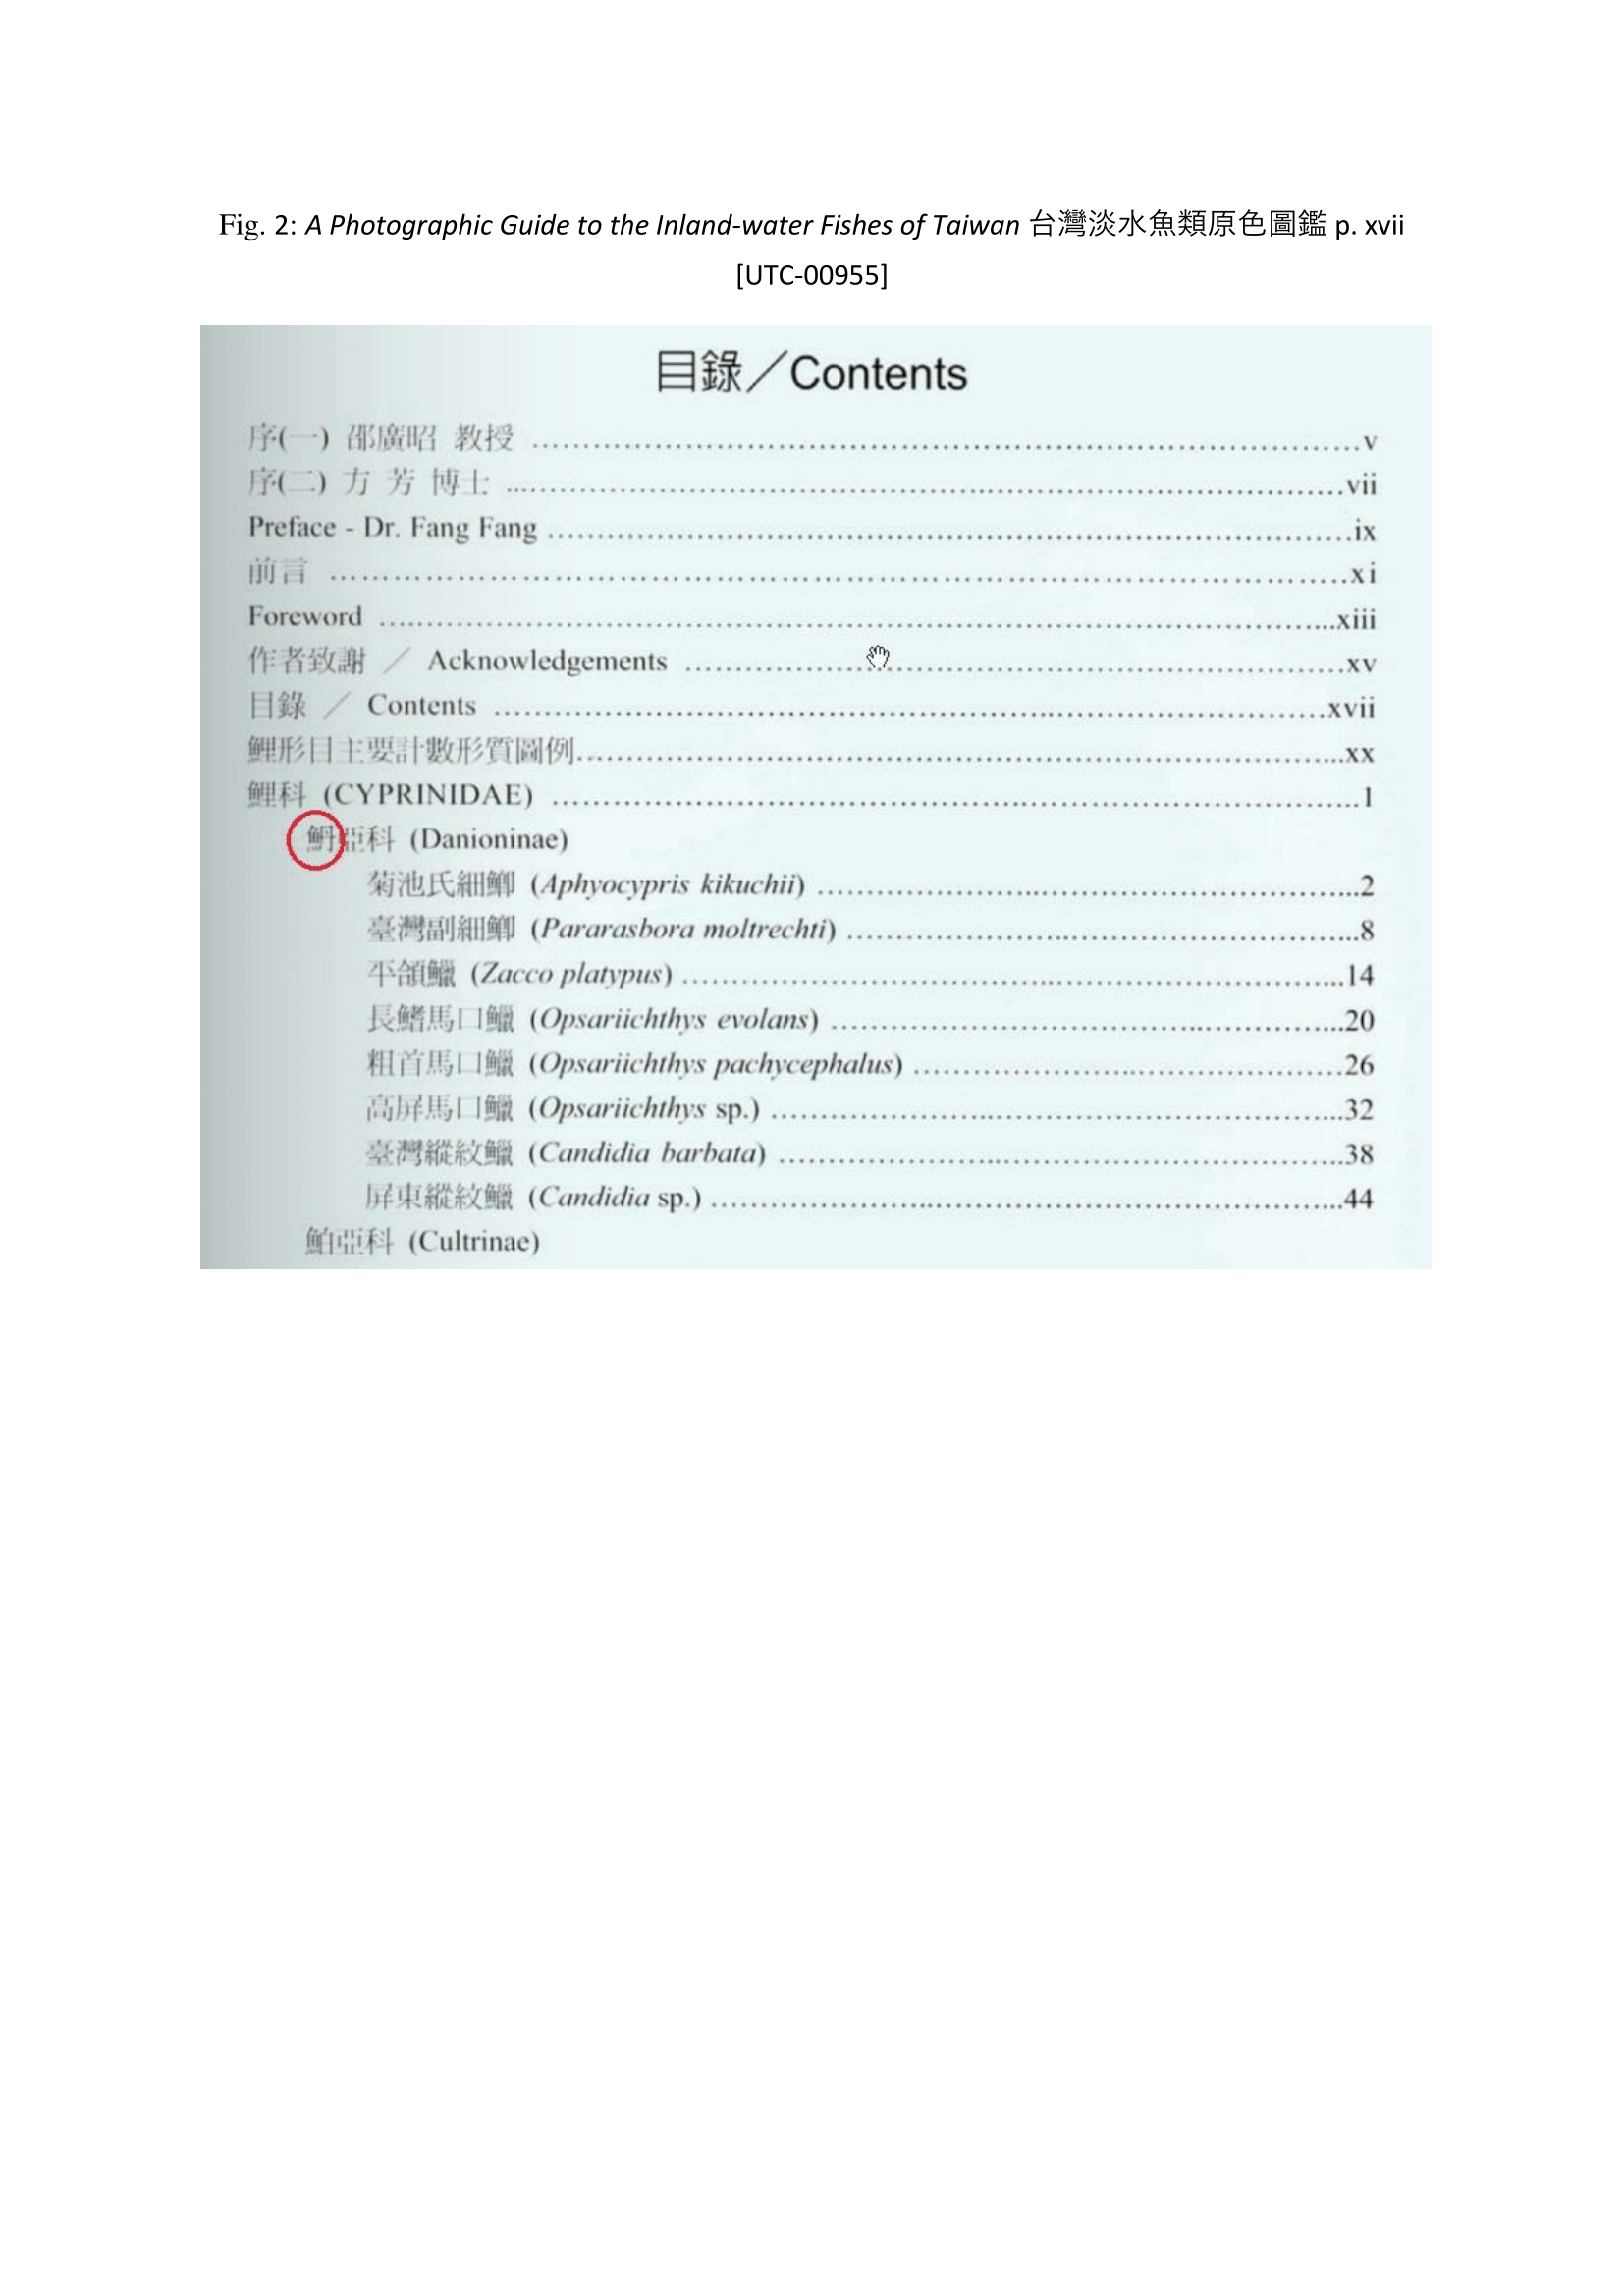 Fig. 2: A Photographic Guide to the Inland-water Fishes of Taiwan 台灣淡水魚類原色圖鑑 p. xvii
[UTC-00955]
目錄／Contents
序(一) 邵廣昭 教授 ........ v
序(二) 方 芳 博士 ........ vii
Preface - Dr. Fang Fang ........ ix
前言 ........ xi
Foreword ........ xiii
作者致謝 ／ Acknowledgements ........ xv
目錄 ／ Contents ........ xvii
鯉形目主要計數形質圖例 ........ xx
鯉科 (CYPRINIDAE) ........ 1
鿕亞科 (Danioninae)
菊池氏細鯽 (Aphyocypris kikuchii) ........ 2
臺灣副細鯽 (Pararasbora moltrechti) ........ 8
平頜鱲 (Zacco platypus) ........ 14
長鰭馬口鱲 (Opsariichthys evolans) ........ 20
粗首馬口鱲 (Opsariichthys pachycephalus) ........ 26
高屏馬口鱲 (Opsariichthys sp.) ........ 32
臺灣縱紋鱲 (Candidia barbata) ........ 38
屏東縱紋鱲 (Candidia sp.) ........ 44
鮊亞科 (Cultrinae)